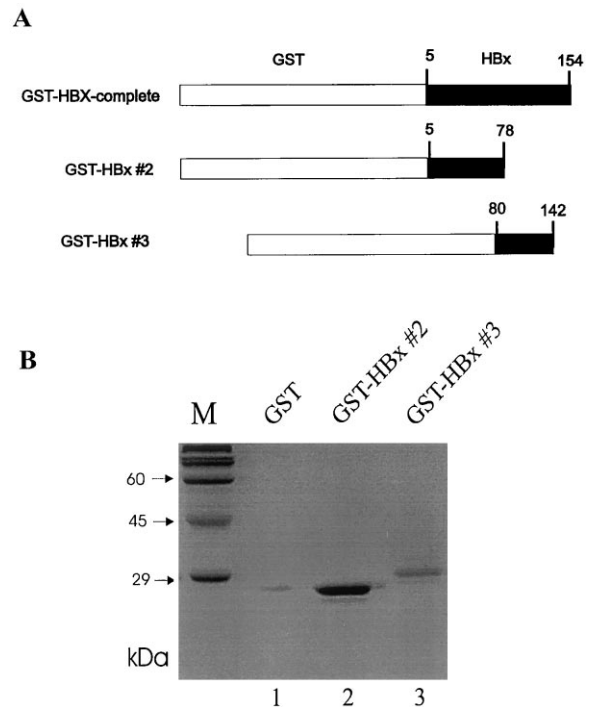 A
GST
5
HBx
154
GST-HBX-complete
5
78
GST-HBx #2
80
142
GST-HBx #3
B
M
GST
GST-HBx #2
GST-HBx #3
60
45
29
kDa
1 2 3